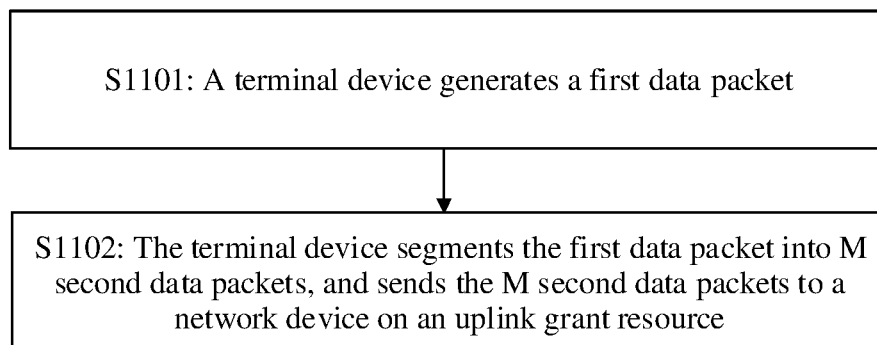 S1101: A terminal device generates a first data packet
S1102: The terminal device segments the first data packet into M
second data packets, and sends the M second data packets to a
network device on an uplink grant resource